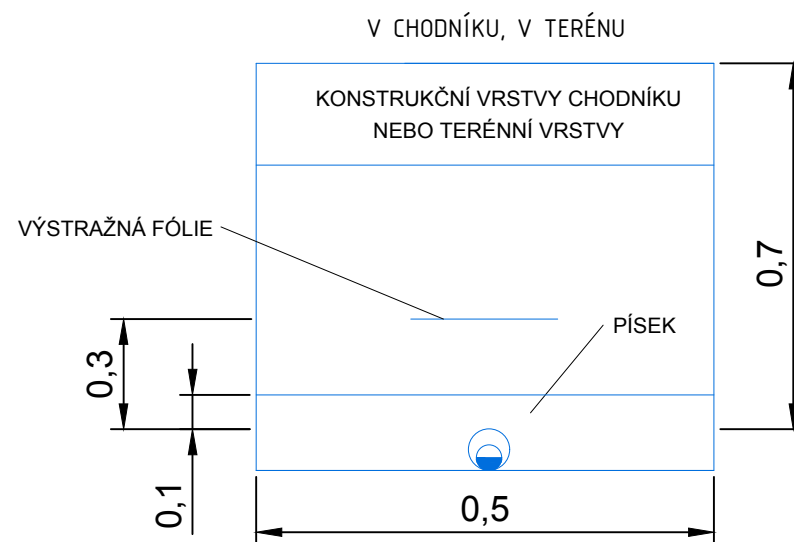 V CHODNÍKU, V TERÉNU
KONSTRUKČNÍ VRSTVY CHODNÍKU
NEBO TERÉNNÍ VRSTVY
VÝSTRAŽNÁ FÓLIE
0,7
PÍSEK
0,3
0,1
0,5